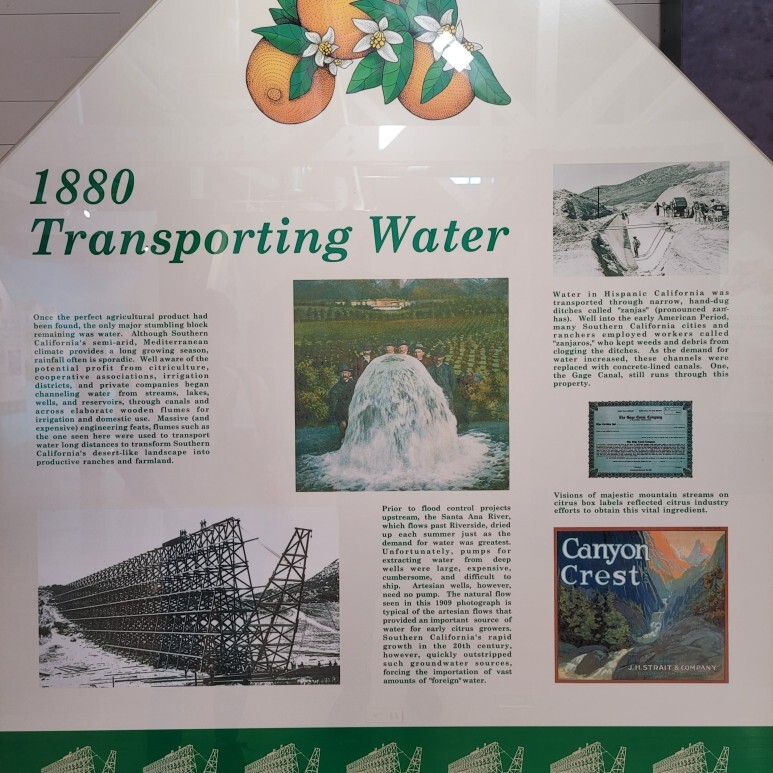 1880
Transporting Water
Once the perfect agricultural product had
been found, the only major stumbling block
remaining was water. Although Southern
California's semi-arid, Mediterranean
climate provides a long growing season,
rainfall often is sporadic. Well aware of the
potential profit from citriculture,
cooperative associations, irrigation
districts, and private companies began
channeling water from streams, lakes,
wells, and reservoirs, through canals and
across elaborate wooden flumes for
irrigation and domestic use. Massive (and
expensive) engineering feats, flumes such as
the one seen here were used to transport
water long distances to transform Southern
California's desert-like landscape into
productive ranches and farmland.
Prior to flood control projects
upstream, the Santa Ana River,
which flows past Riverside, dried
up each summer just as the
demand for water was greatest.
Unfortunately, pumps for
extracting water from deep
wells were large, expensive,
cumbersome, and difficult to
ship. Artesian wells, however,
need no pump. The natural flow
seen in this 1909 photograph is
typical of the artesian flows that
provided an important source of
water for early citrus growers.
Southern California's rapid
growth in the 20th century,
however, quickly outstripped
such groundwater sources,
forcing the importation of vast
amounts of "foreign" water.
Water in Hispanic California was
transported through narrow, hand-dug
ditches called "zanjas" (pronounced zan-
has). Well into the early American Period,
many Southern California cities and
ranchers employed workers called
"zanjaros," who kept weeds and debris from
clogging the ditches. As the demand for
water increased, these channels were
replaced with concrete-lined canals. One,
the Gage Canal, still runs through this
property.
Visions of majestic mountain streams on
citrus box labels reflected citrus industry
efforts to obtain this vital ingredient.
Canyon
Crest
J.H. STRAIT & COMPANY.